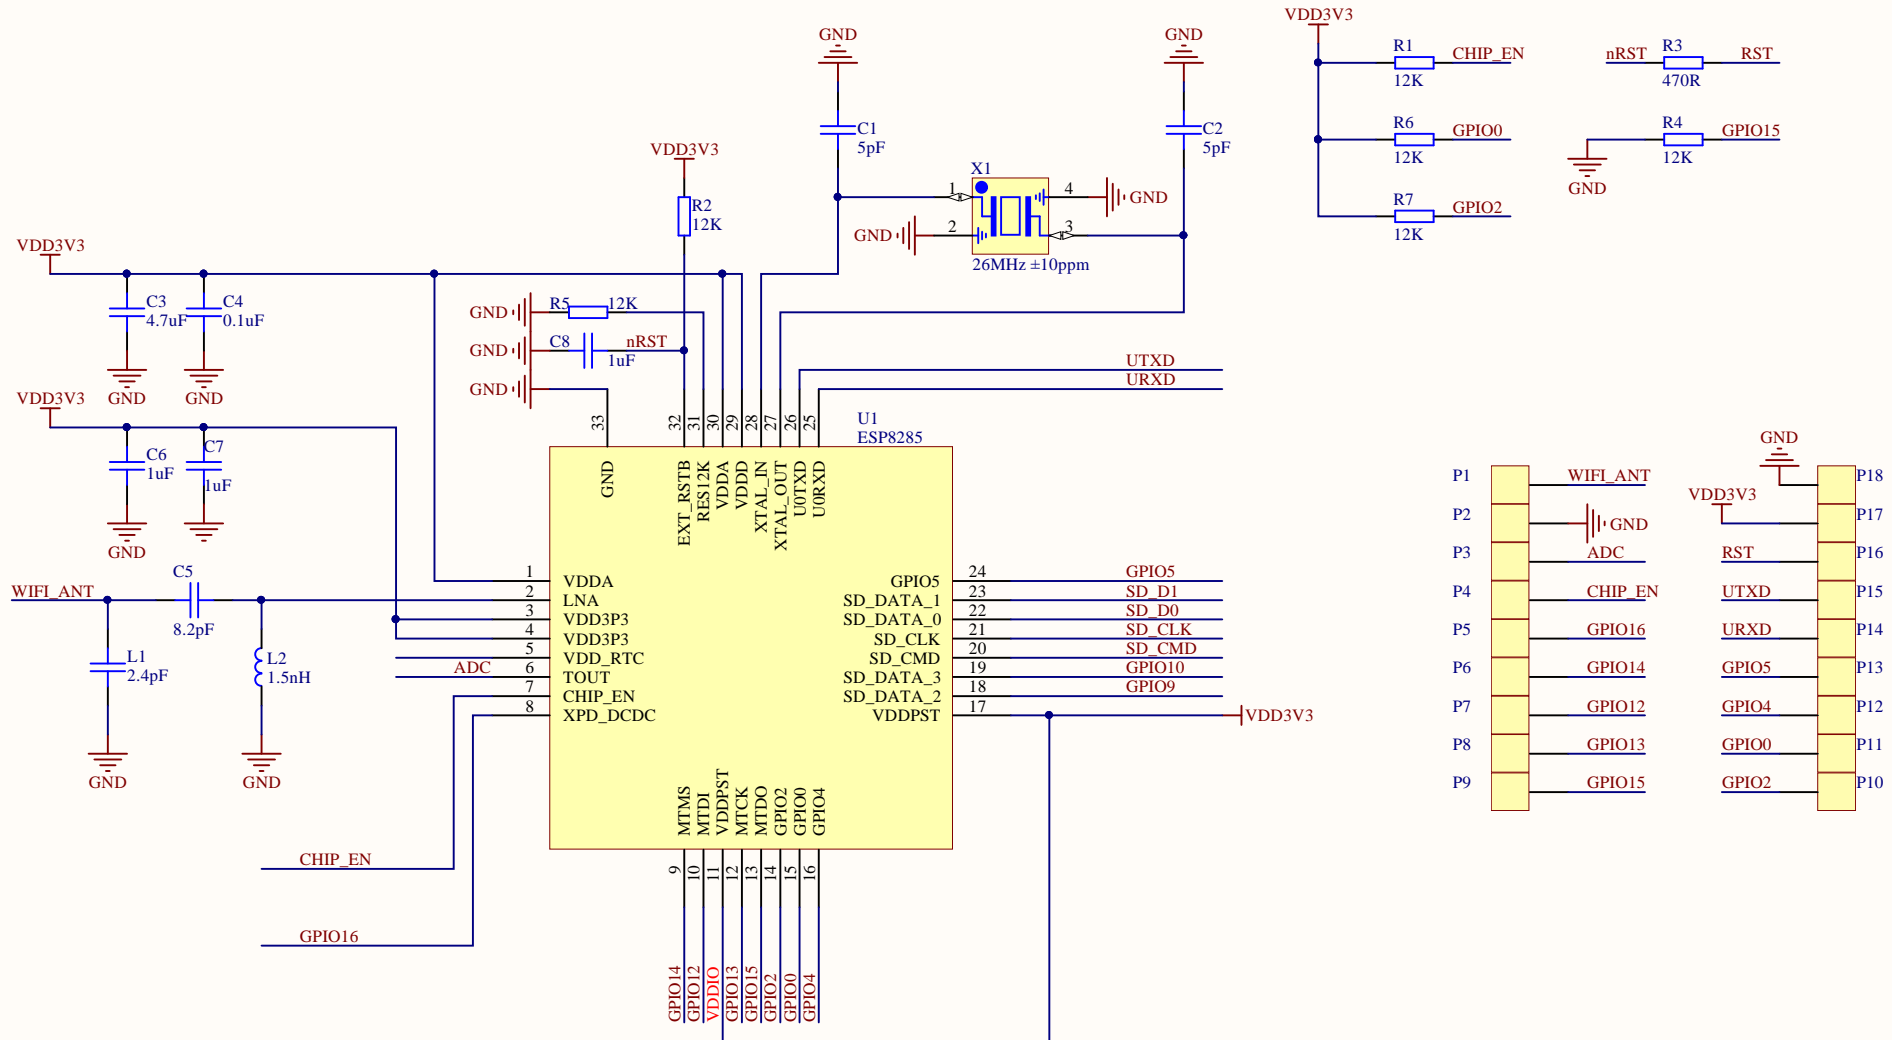 VDD3V3
GND
GND
R1
CHIP_EN
12K
nRST
R3
RST
470R
C1
5pF
C2
5pF
R6
GPIO0
12K
R4
GPIO15
12K
GND
VDD3V3
R2
12K
X1
1
4
GND
GND
2
3
26MHz ±10ppm
R7
GPIO2
12K
VDD3V3
C3
4.7uF
C4
0.1uF
GND
GND
GND
R5
12K
GND
C8
nRST
1uF
GND
UTXD
URXD
VDD3V3
C6
1uF
C7
1uF
GND
33
32
31
30
29
28
27
26
25
U1
ESP8285
GND
EXT_RSTB
RES12K
VDDA
VDDD
XTAL_IN
XTAL_OUT
U0TXD
U0RXD
WIFI_ANT
C5
8.2pF
L1
2.4pF
L2
1.5nH
GND
GND
1
VDDA
2
LNA
3
VDD3P3
4
VDD3P3
5
VDD_RTC
ADC
6
TOUT
7
CHIP_EN
8
XPD_DCDC
GPIO5
24
GPIO5
SD_DATA_1
23
SD_D1
SD_DATA_0
22
SD_D0
SD_CLK
21
SD_CLK
SD_CMD
20
SD_CMD
SD_DATA_3
19
GPIO10
SD_DATA_2
18
GPIO9
VDDPST
17
VDD3V3
MTMS
MTDI
VDDPST
MTCK
MTDO
GPIO2
GPIO0
GPIO4
9
10
11
12
13
14
15
16
CHIP_EN
GPIO16
GPIO14
GPIO12
VDDIO
GPIO13
GPIO15
GPIO2
GPIO0
GPIO4
P1
WIFI_ANT
P2
GND
P3
ADC
P4
CHIP_EN
P5
GPIO16
P6
GPIO14
P7
GPIO12
P8
GPIO13
P9
GPIO15
GND
P18
VDD3V3
P17
RST
P16
UTXD
P15
URXD
P14
GPIO5
P13
GPIO4
P12
GPIO0
P11
GPIO2
P10